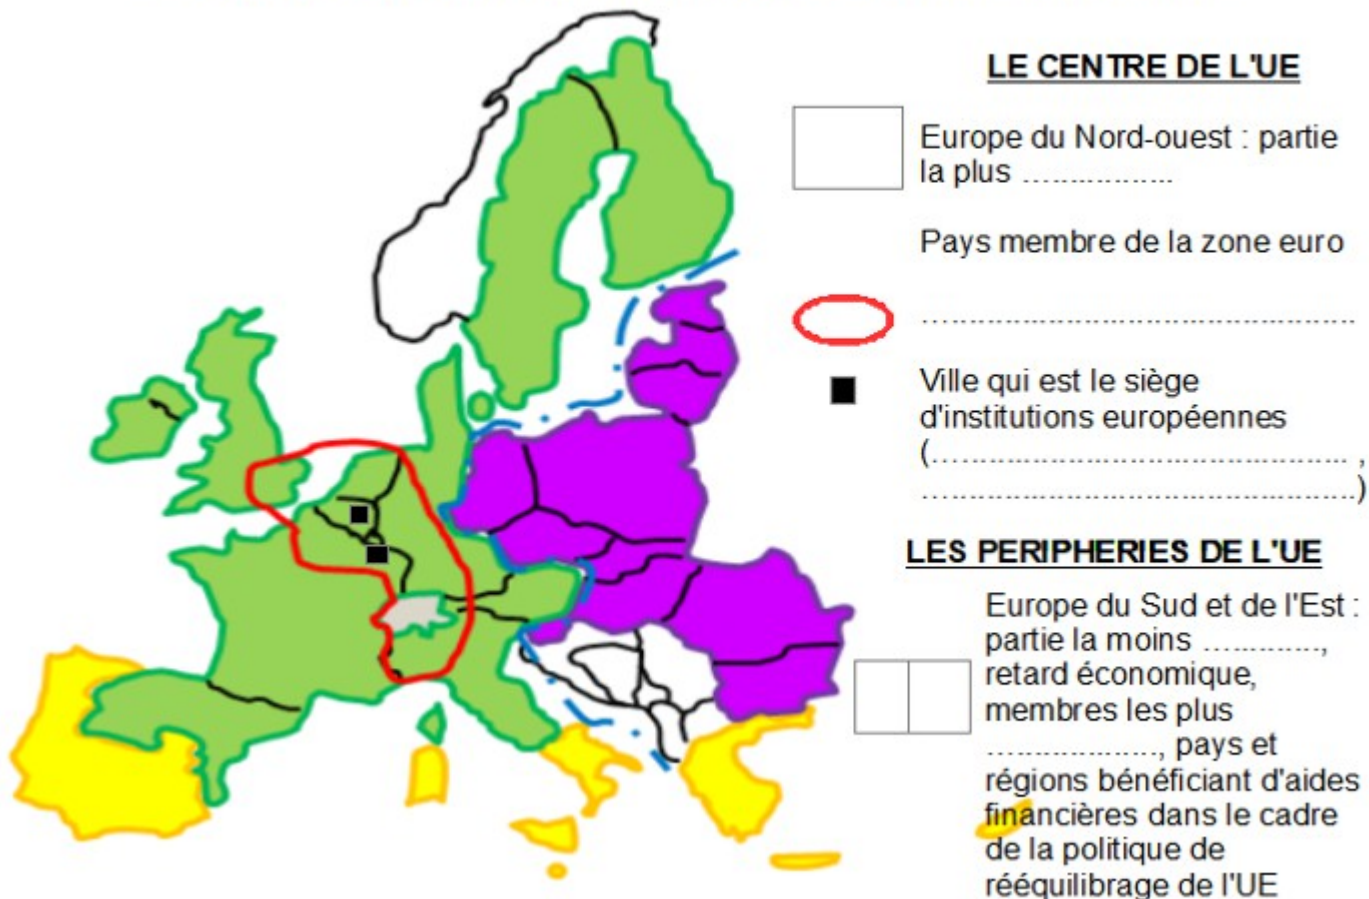 LE CENTRE DE L'UE
Europe du Nord-ouest : partie
la plus ...................
Pays membre de la zone euro
......................................................
Ville qui est le siège
d'institutions européennes
(.................................................... ,
......................................................)
LES PERIPHERIES DE L'UE
Europe du Sud et de l'Est :
partie la moins ..............,
retard économique,
membres les plus
....................., pays et
régions bénéficiant d'aides
financières dans le cadre
de la politique de
rééquilibrage de l'UE